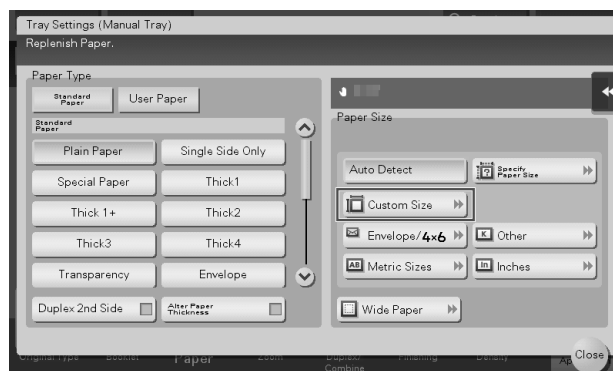 Tray Settings (Manual Tray)
Replenish Paper.
Paper Type
Standard
Paper
User Paper
Standard
Paper
Plain Paper
Single Side Only
Special Paper
Thick1
Thick 1+
Thick2
Thick3
Thick4
Transparency
Envelope
Duplex 2nd Side
Alter Paper
Thickness
Paper Size
Auto Detect
?
Specify
Paper Size
Custom Size
Envelope/4×6
K
Other
AB
Metric Sizes
In
Inches
Wide Paper
Close
Original Type
Booklet
Paper
Zoom
Duplex/
Combine
Finishing
Density